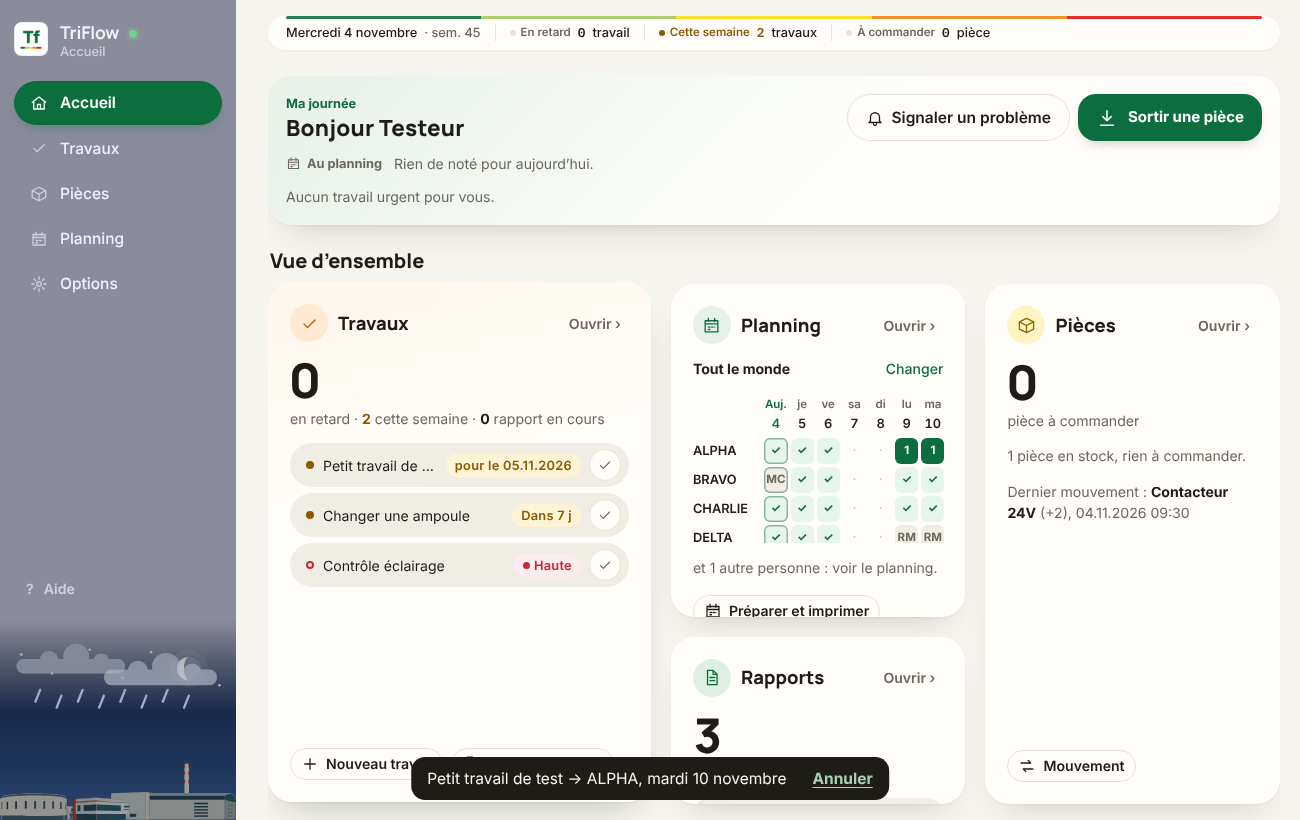 Tf
TriFlow
Accueil
Accueil
Travaux
Pièces
Planning
Options
? Aide
Mercredi 4 novembre · sem. 45
En retard 0 travail
Cette semaine 2 travaux
À commander 0 pièce
Ma journée
Bonjour Testeur
Au planning Rien de noté pour aujourd’hui.
Aucun travail urgent pour vous.
Signaler un problème
Sortir une pièce
Vue d’ensemble
Travaux
Ouvrir ›
0
en retard · 2 cette semaine · 0 rapport en cours
Petit travail de ... pour le 05.11.2026
Changer une ampoule Dans 7 j
Contrôle éclairage Haute
Nouveau trav
Planning
Ouvrir ›
Tout le monde Changer
Auj. je ve sa di lu ma
4 5 6 7 8 9 10
ALPHA 1 1
BRAVO MC
CHARLIE
DELTA RM RM
et 1 autre personne : voir le planning.
Préparer et imprimer
Rapports
Ouvrir ›
3
Pièces
Ouvrir ›
0
pièce à commander
1 pièce en stock, rien à commander.
Dernier mouvement : Contacteur
24V (+2), 04.11.2026 09:30
Mouvement
Petit travail de test → ALPHA, mardi 10 novembre Annuler